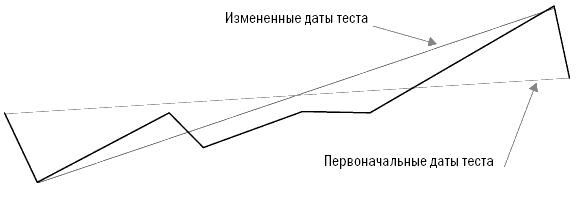 Измененные даты теста
Первоначальные даты теста